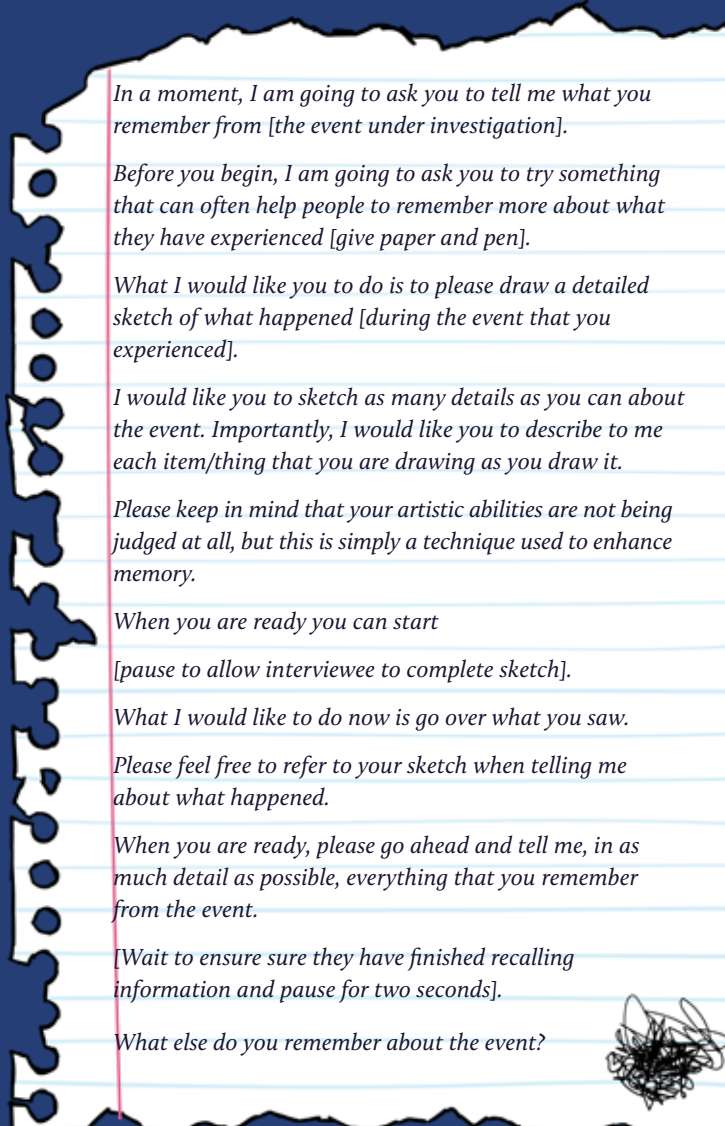 In a moment, I am going to ask you to tell me what you
remember from [the event under investigation].
Before you begin, I am going to ask you to try something
that can often help people to remember more about what
they have experienced [give paper and pen].
What I would like you to do is to please draw a detailed
sketch of what happened [during the event that you
experienced].
I would like you to sketch as many details as you can about
the event. Importantly, I would like you to describe to me
each item/thing that you are drawing as you draw it.
Please keep in mind that your artistic abilities are not being
judged at all, but this is simply a technique used to enhance
memory.
When you are ready you can start
[pause to allow interviewee to complete sketch].
What I would like to do now is go over what you saw.
Please feel free to refer to your sketch when telling me
about what happened.
When you are ready, please go ahead and tell me, in as
much detail as possible, everything that you remember
from the event.
[Wait to ensure sure they have finished recalling
information and pause for two seconds].
What else do you remember about the event?